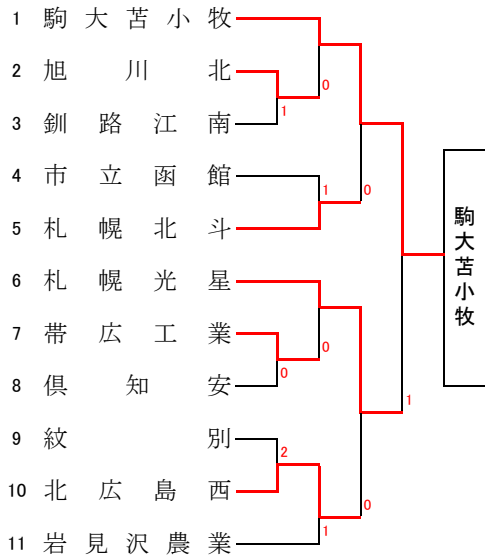 1 駒大苫小牧
2 旭川北
0
1
3 釧路江南
4 市立函館
1
0
5 札幌北斗
駒大苫小牧
6 札幌光星
7 帯広工業
0
0
8 倶知安
1
9 紋別
2
10 北広島西
0
1
11 岩見沢農業